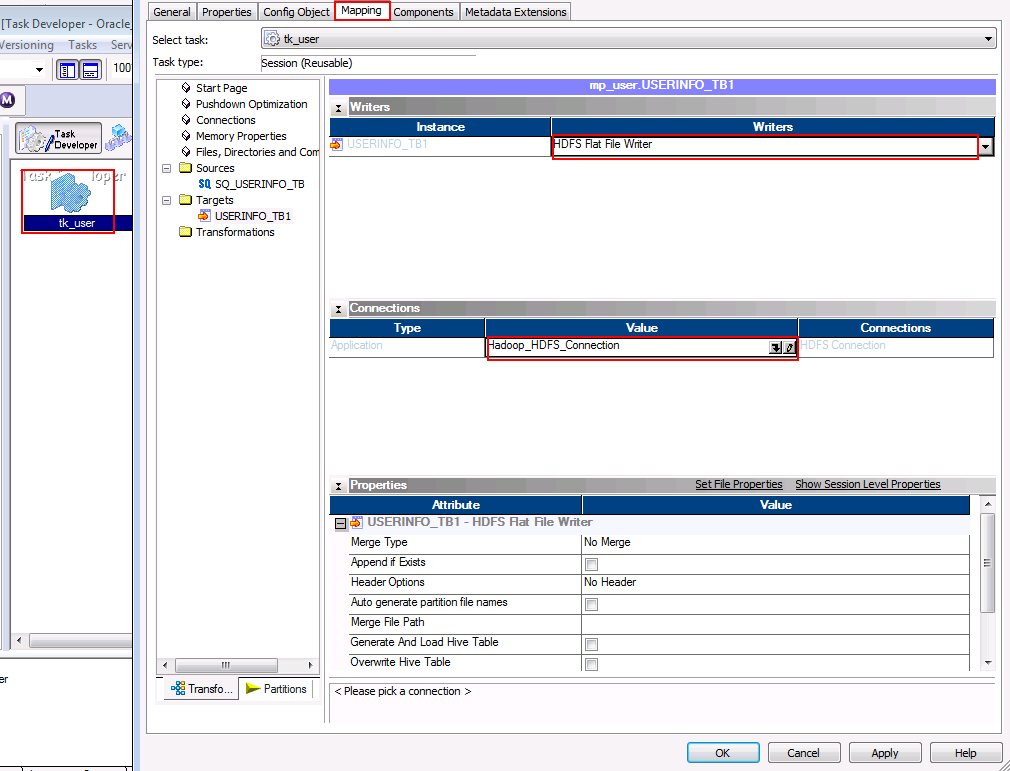 [Task Developer - Oracle_
Versioning Tasks Serv
100
M
Task Developer
tk_user
er
General Properties Config Object Mapping Components Metadata Extensions
Select task: tk_user
Task type: Session (Reusable)
Start Page
Pushdown Optimization
Connections
Memory Properties
Files, Directories and Com
Sources
SQ SQ_USERINFO_TB
Targets
USERINFO_TB1
Transformations
Transfo... Partitions
mp_user.USERINFO_TB1
Writers
Instance Writers
USERINFO_TB1 HDFS Flat File Writer
Connections
Type Value Connections
Application Hadoop_HDFS_Connection HDFS Connection
Properties Set File Properties Show Session Level Properties
Attribute Value
USERINFO_TB1 - HDFS Flat File Writer
Merge Type No Merge
Append if Exists
Header Options No Header
Auto generate partition file names
Merge File Path
Generate And Load Hive Table
Overwrite Hive Table
< Please pick a connection >
OK Cancel Apply Help